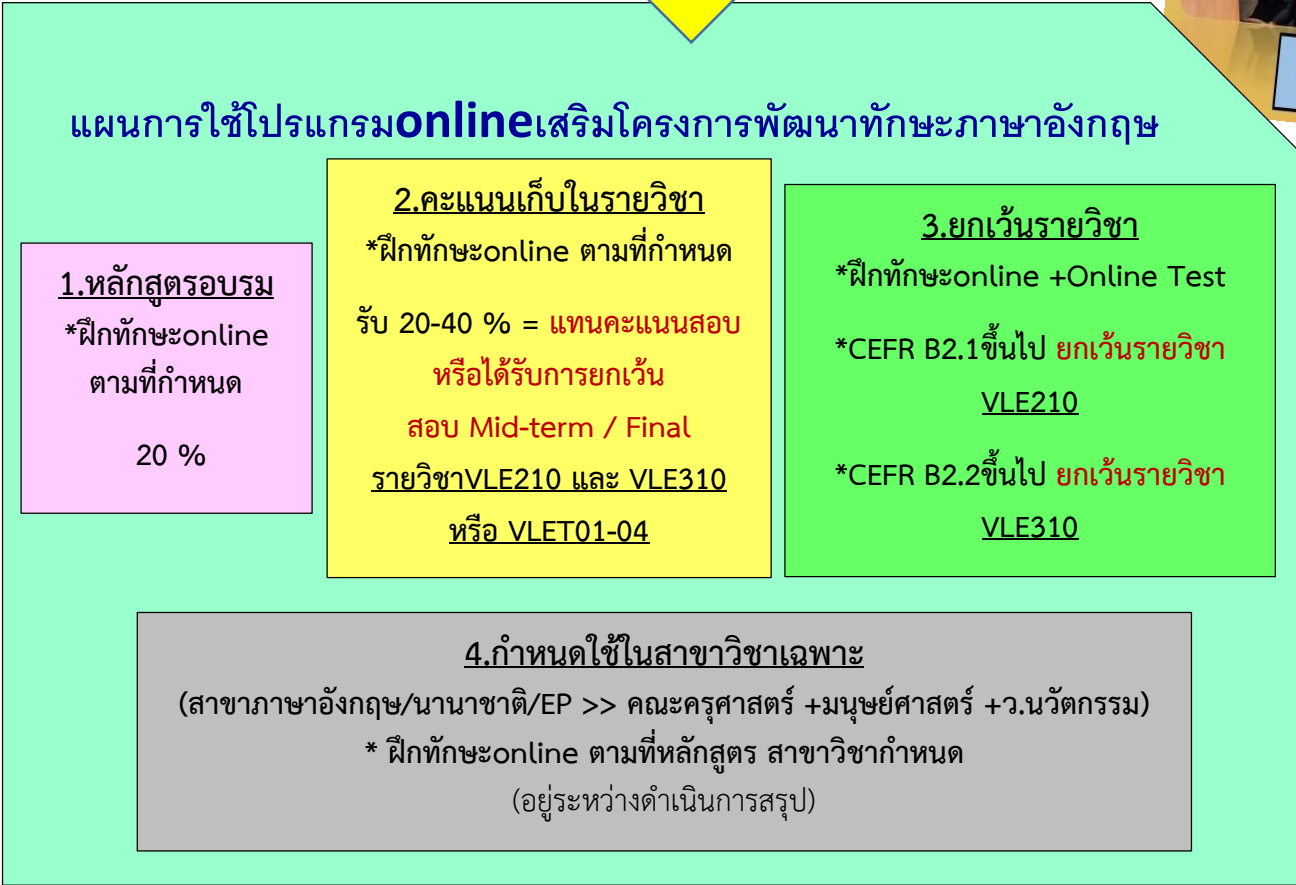 แผนการใช้โปรแกรมonlineเสริมโครงการพัฒนาทักษะภาษาอังกฤษ
1.หลักสูตรอบรม
*ฝึกทักษะonline
ตามที่กำหนด
20 %
2.คะแนนเก็บในรายวิชา
*ฝึกทักษะonline ตามที่กำหนด
รับ 20-40 % = แทนคะแนนสอบ
หรือได้รับการยกเว้น
สอบ Mid-term / Final
รายวิชาVLE210 และ VLE310
หรือ VLET01-04
3.ยกเว้นรายวิชา
*ฝึกทักษะonline +Online Test
*CEFR B2.1ขึ้นไป ยกเว้นรายวิชา
VLE210
*CEFR B2.2ขึ้นไป ยกเว้นรายวิชา
VLE310
4.กำหนดใช้ในสาขาวิชาเฉพาะ
(สาขาภาษาอังกฤษ/นานาชาติ/EP >> คณะครุศาสตร์ +มนุษย์ศาสตร์ +ว.นวัตกรรม)
* ฝึกทักษะonline ตามที่หลักสูตร สาขาวิชากำหนด
(อยู่ระหว่างดำเนินการสรุป)